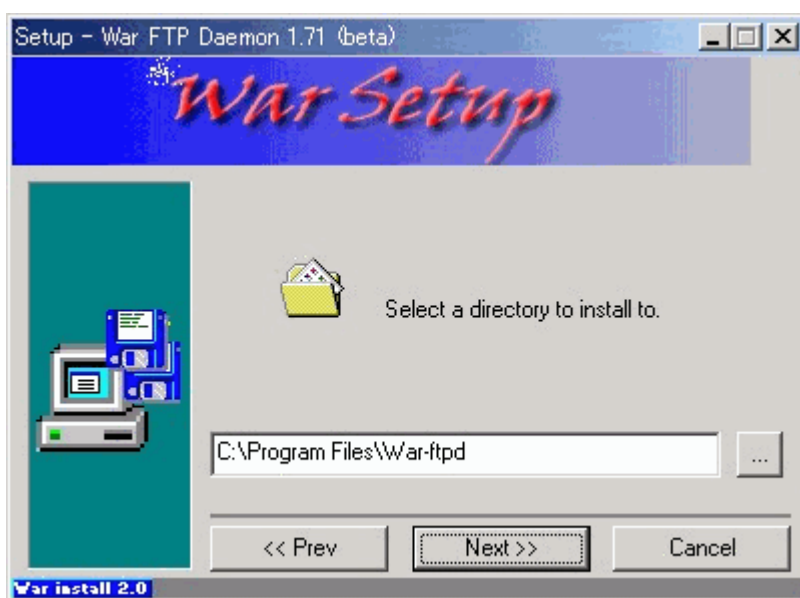 Setup - War FTP Daemon 1.71 (beta)
War Setup
Select a directory to install to.
C:\Program Files\War-ftpd
...
<< Prev
Next >>
Cancel
War install 2.0